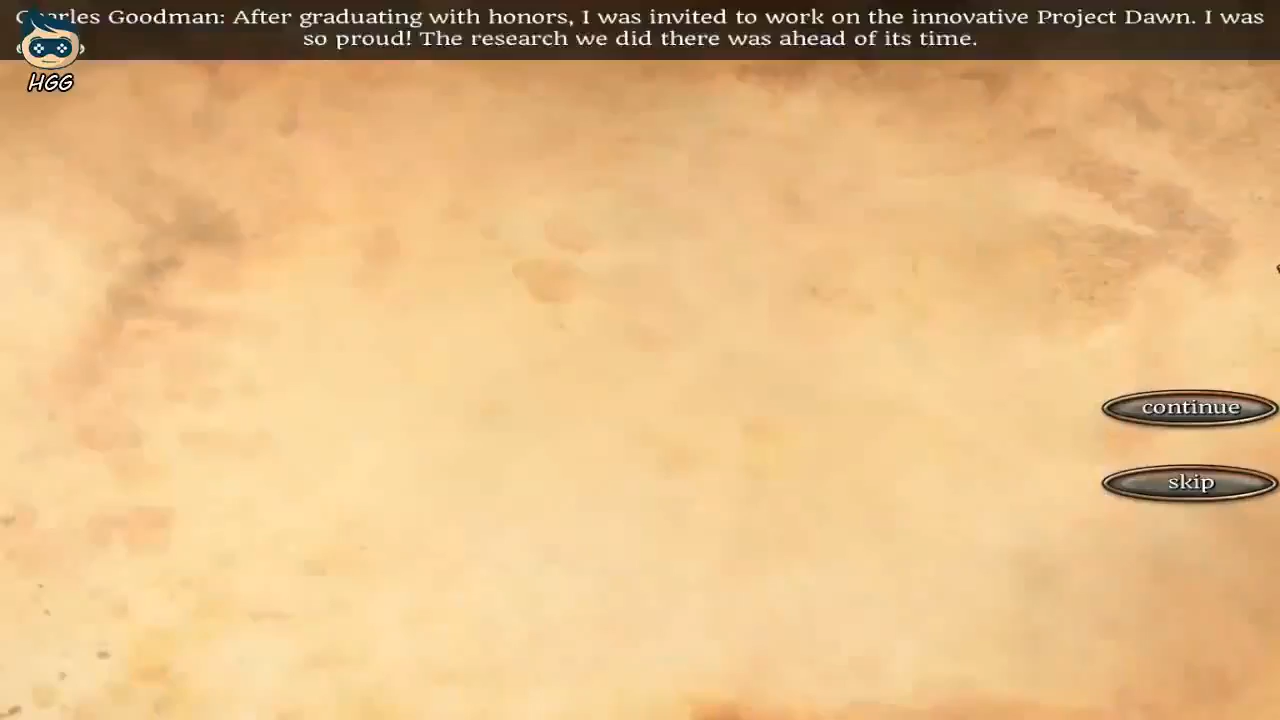 Charles Goodman: After graduating with honors, I was invited to work on the innovative Project Dawn. I was
so proud! The research we did there was ahead of its time.
HGG
continue
skip